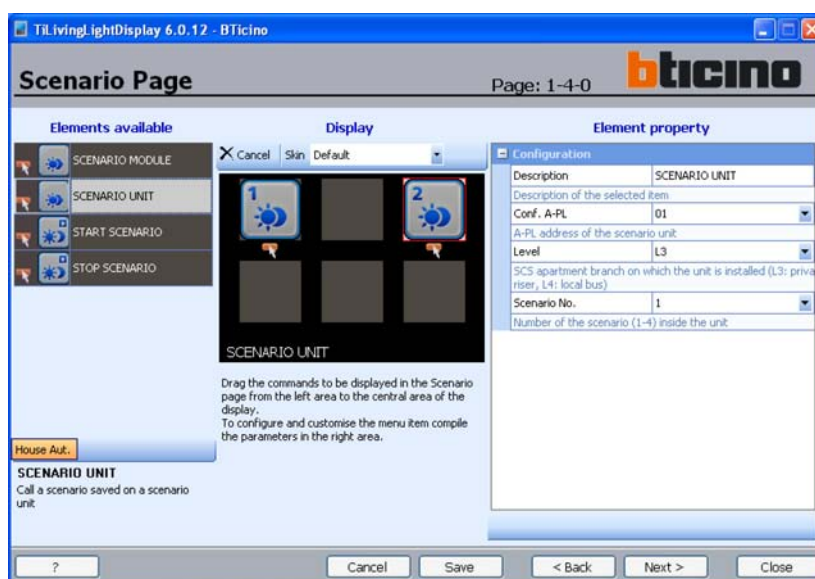 TiLivingLightDisplay 6.0.12 - BTicino
Scenario Page
Page: 1-4-0
bticino
Elements available
SCENARIO MODULE
SCENARIO UNIT
START SCENARIO
STOP SCENARIO
House Aut.
SCENARIO UNIT
Call a scenario saved on a scenario
unit
Display
Cancel Skin Default
1 2
SCENARIO UNIT
Drag the commands to be displayed in the Scenario
page from the left area to the central area of the
display.
To configure and customise the menu item compile
the parameters in the right area.
Element property
Configuration
Description SCENARIO UNIT
Description of the selected item
Conf. A-PL 01
A-PL address of the scenario unit
Level L3
SCS apartment branch on which the unit is installed (L3: priva
riser, L4: local bus)
Scenario No. 1
Number of the scenario (1-4) inside the unit
? Cancel Save < Back Next > Close